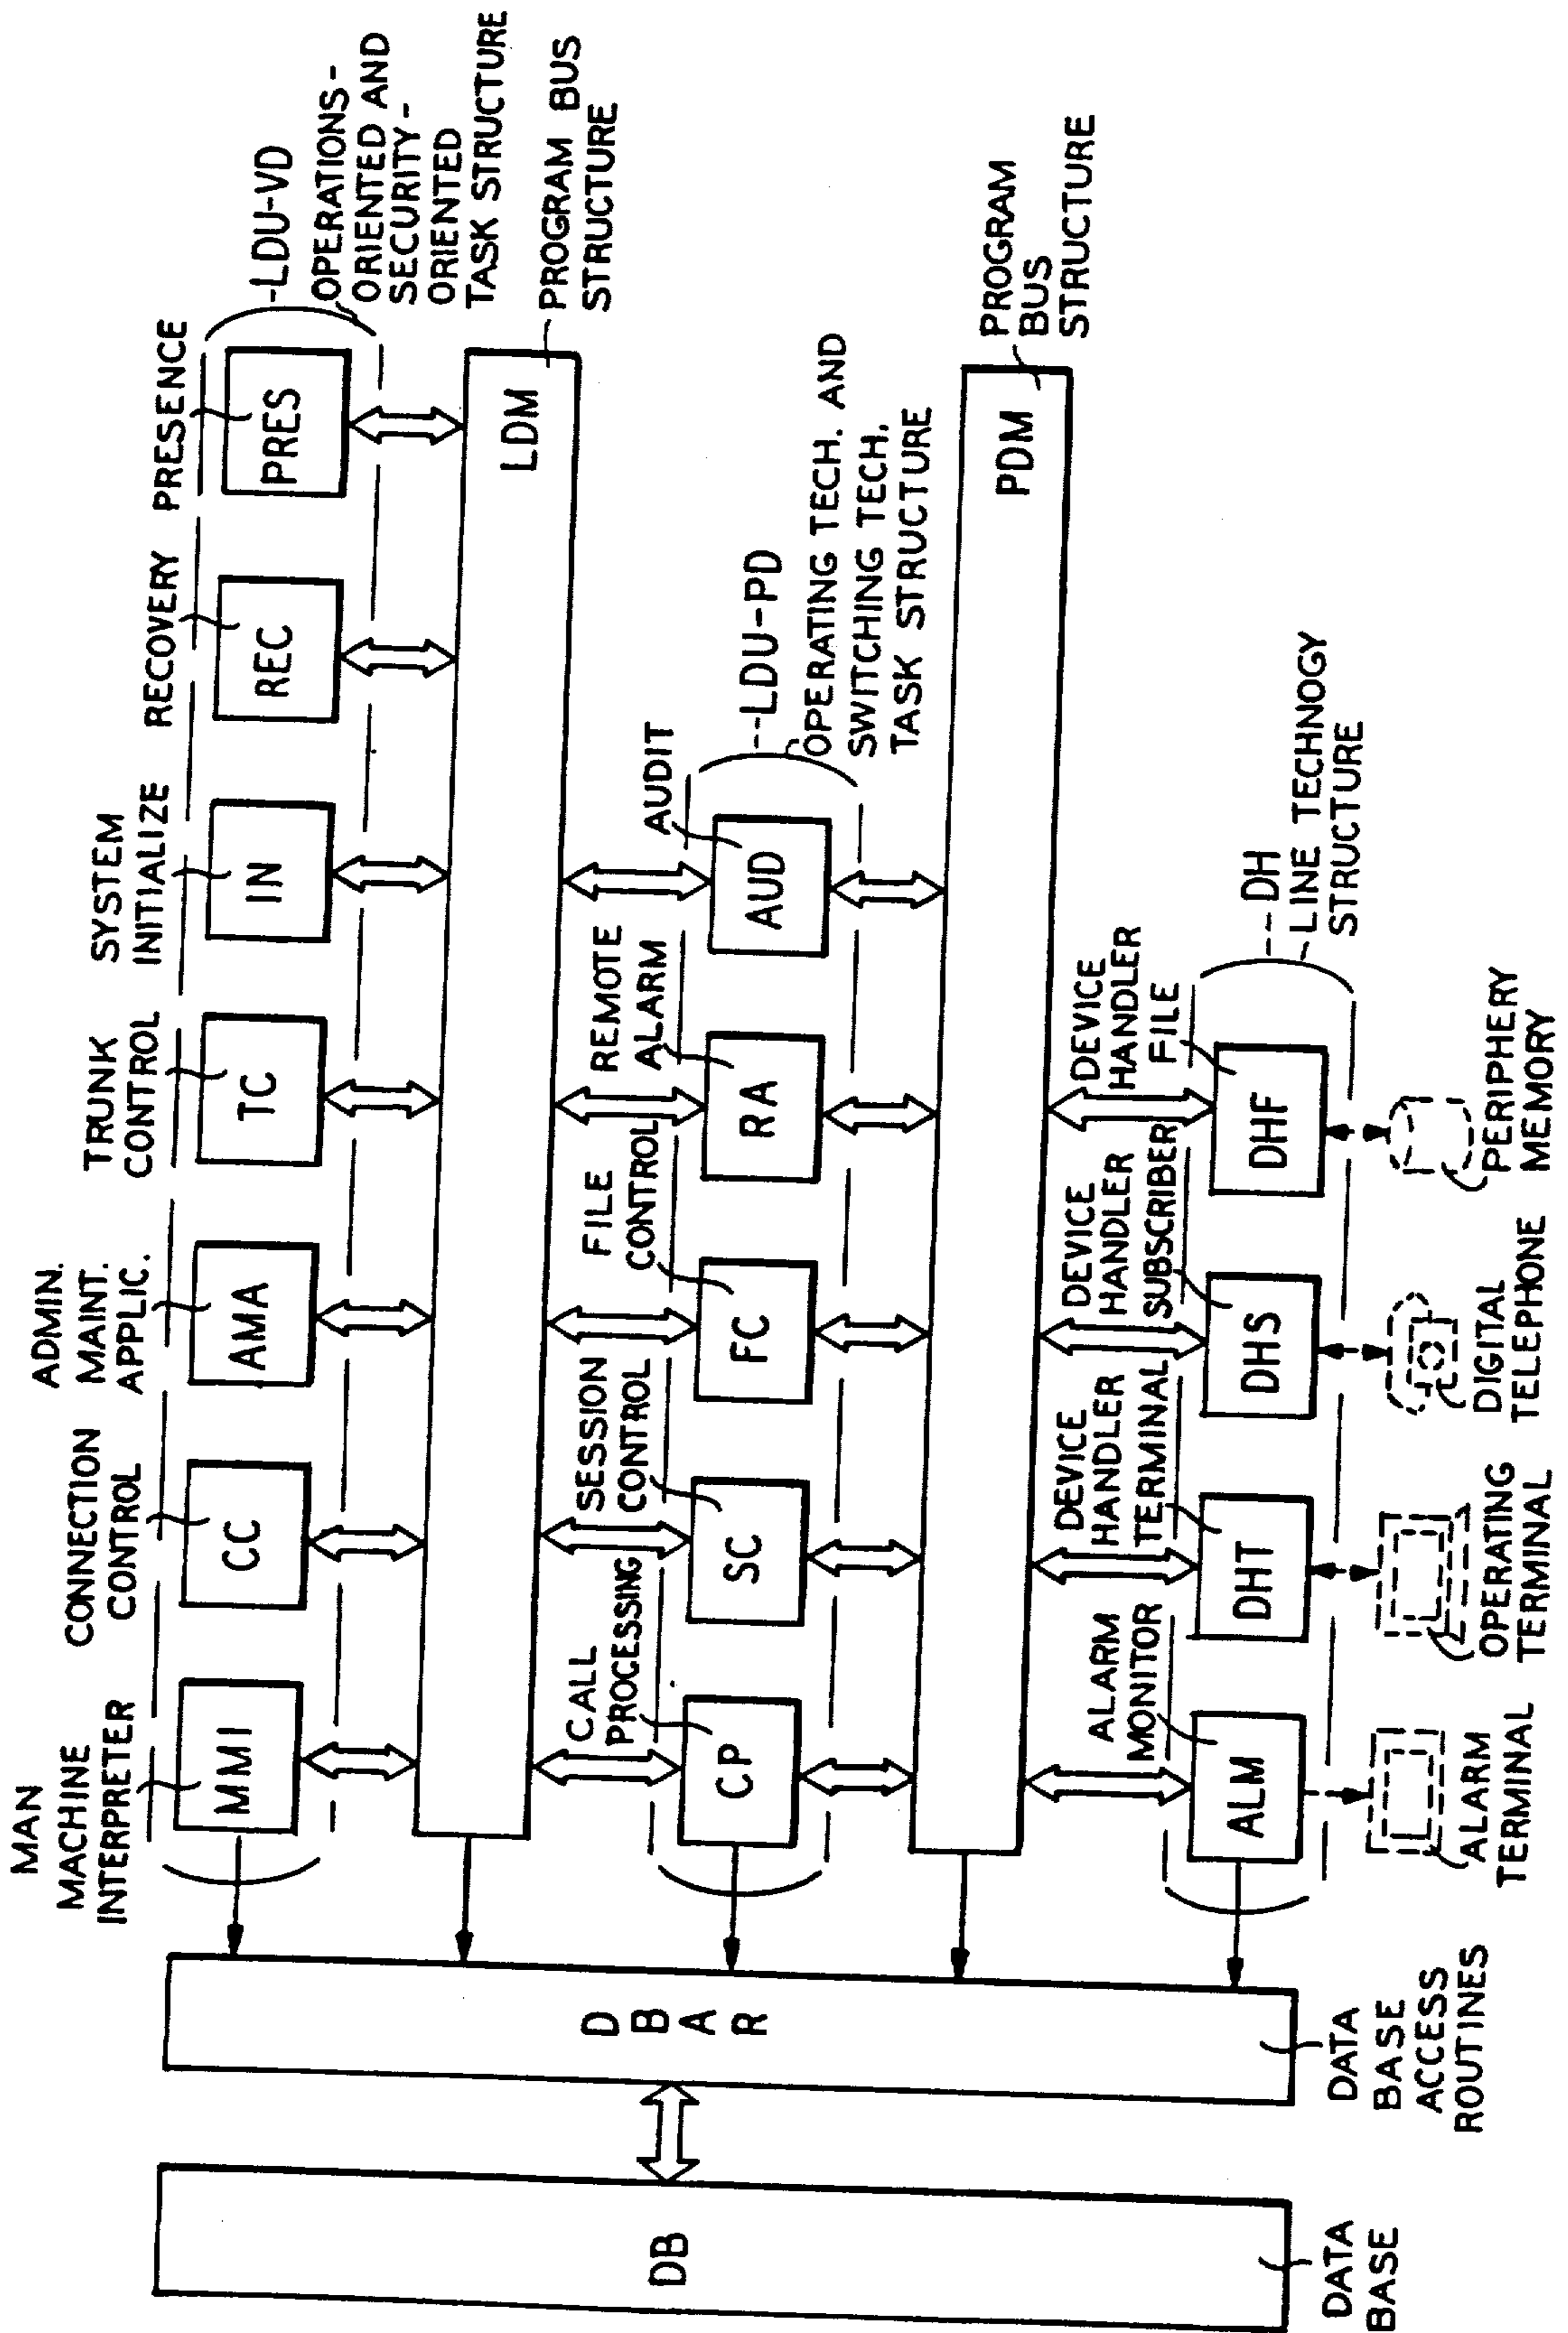 MAN
MACHINE
INTERPRETER
CONNECTION
CONTROL
ADMIN.
MAINT.
APPLIC.
TRUNK
CONTROL
SYSTEM
INITIALIZE
RECOVERY
PRESENCE
MMI
CC
AMA
TC
IN
REC
PRES
-LDU-VD
OPERATIONS-
ORIENTED AND
SECURITY-
ORIENTED
TASK STRUCTURE
LDM
PROGRAM BUS
STRUCTURE
CALL
PROCESSING
SESSION
CONTROL
FILE
CONTROL
REMOTE
ALARM
AUDIT
CP
SC
FC
RA
AUD
--LDU-PD
OPERATING TECH. AND
SWITCHING TECH.
TASK STRUCTURE
PDM
PROGRAM
BUS
STRUCTURE
ALARM
MONITOR
DEVICE
HANDLER
TERMINAL
DEVICE
HANDLER
SUBSCRIBER
DEVICE
HANDLER
FILE
ALM
DHT
DHS
DHF
---DH
LINE TECHNOGY
STRUCTURE
ALARM
TERMINAL
OPERATING
TERMINAL
DIGITAL
TELEPHONE
PERIPHERY
MEMORY
DB
DATA
BASE
D
B
A
R
DATA
BASE
ACCESS
ROUTINES